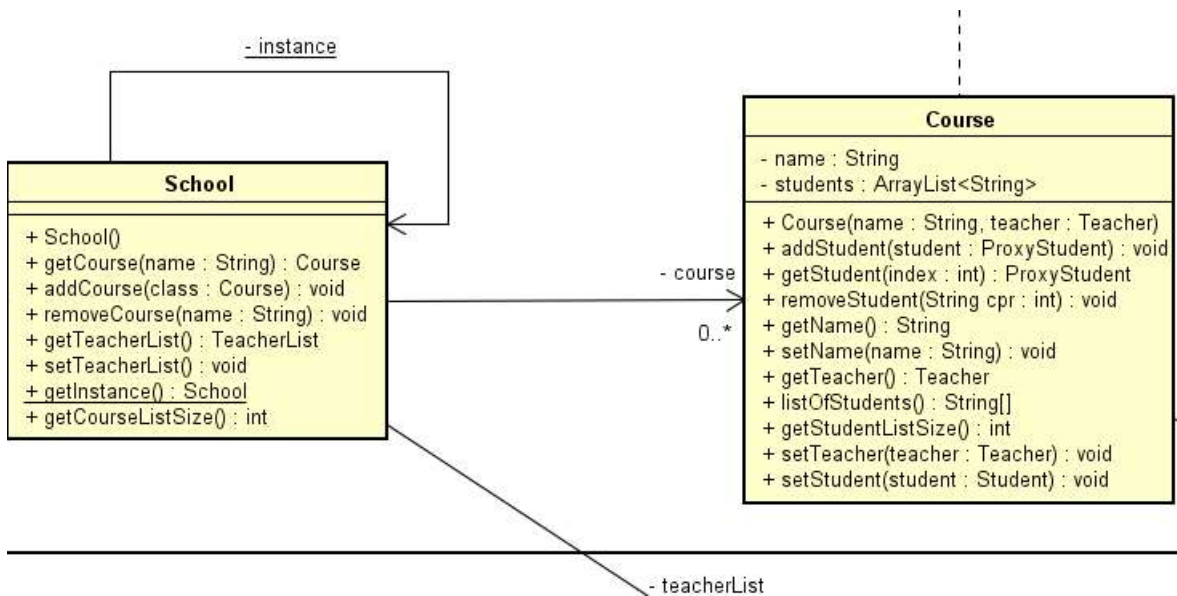 - instance
School
+ School()
+ getCourse(name : String) : Course
+ addCourse(class : Course) : void
+ removeCourse(name : String) : void
+ getTeacherList() : TeacherList
+ setTeacherList() : void
+ getInstance() : School
+ getCourseListSize() : int
- course
0..*
Course
- name : String
- students : ArrayList<String>
+ Course(name : String, teacher : Teacher)
+ addStudent(student : ProxyStudent) : void
+ getStudent(index : int) : ProxyStudent
+ removeStudent(String cpr : int) : void
+ getName() : String
+ setName(name : String) : void
+ getTeacher() : Teacher
+ listOfStudents() : String[]
+ getStudentListSize() : int
+ setTeacher(teacher : Teacher) : void
+ setStudent(student : Student) : void
- teacherList